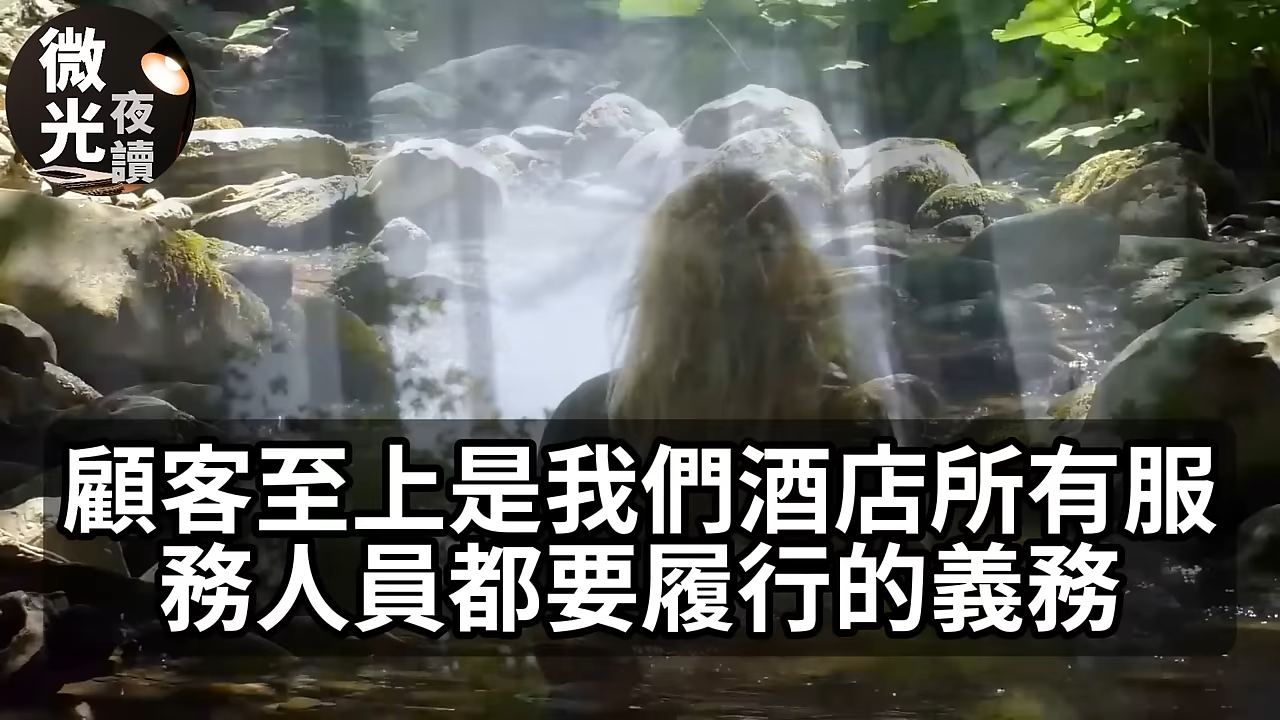 微光
夜讀
顧客至上是我們酒店所有服
務人員都要履行的義務